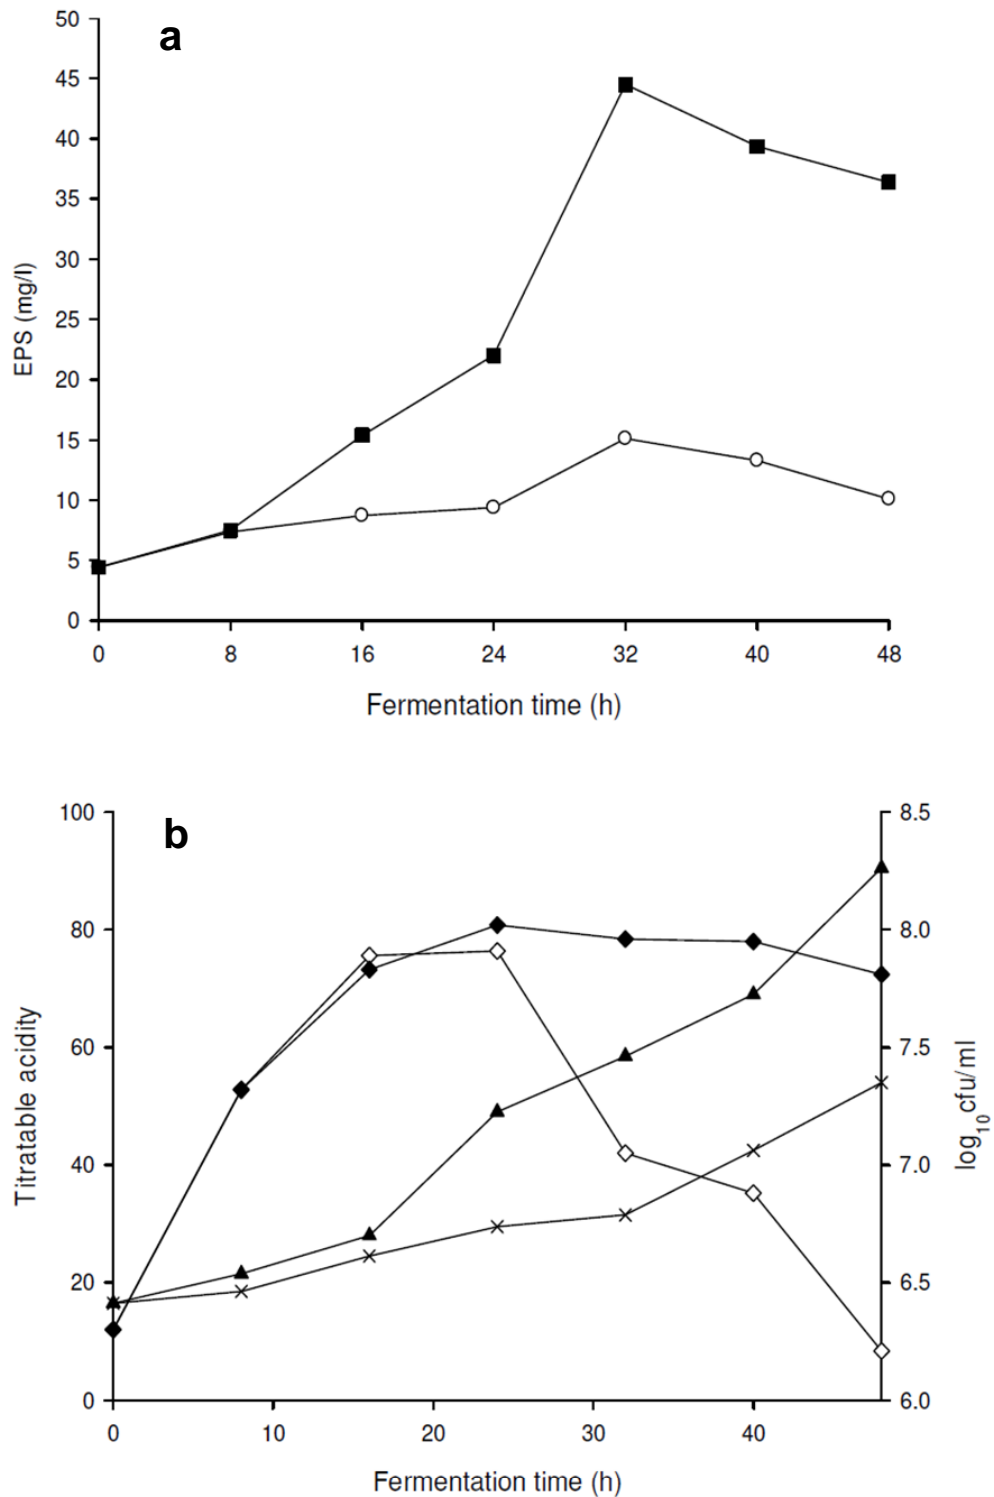 a
50
45
40
35
30
25
20
15
10
5
0
EPS (mg/l)
0 8 16 24 32 40 48
Fermentation time (h)
b
100
80
60
40
20
0
Titratable acidity
8.5
8.0
7.5
7.0
6.5
6.0
log10cfu/ml
0 10 20 30 40
Fermentation time (h)